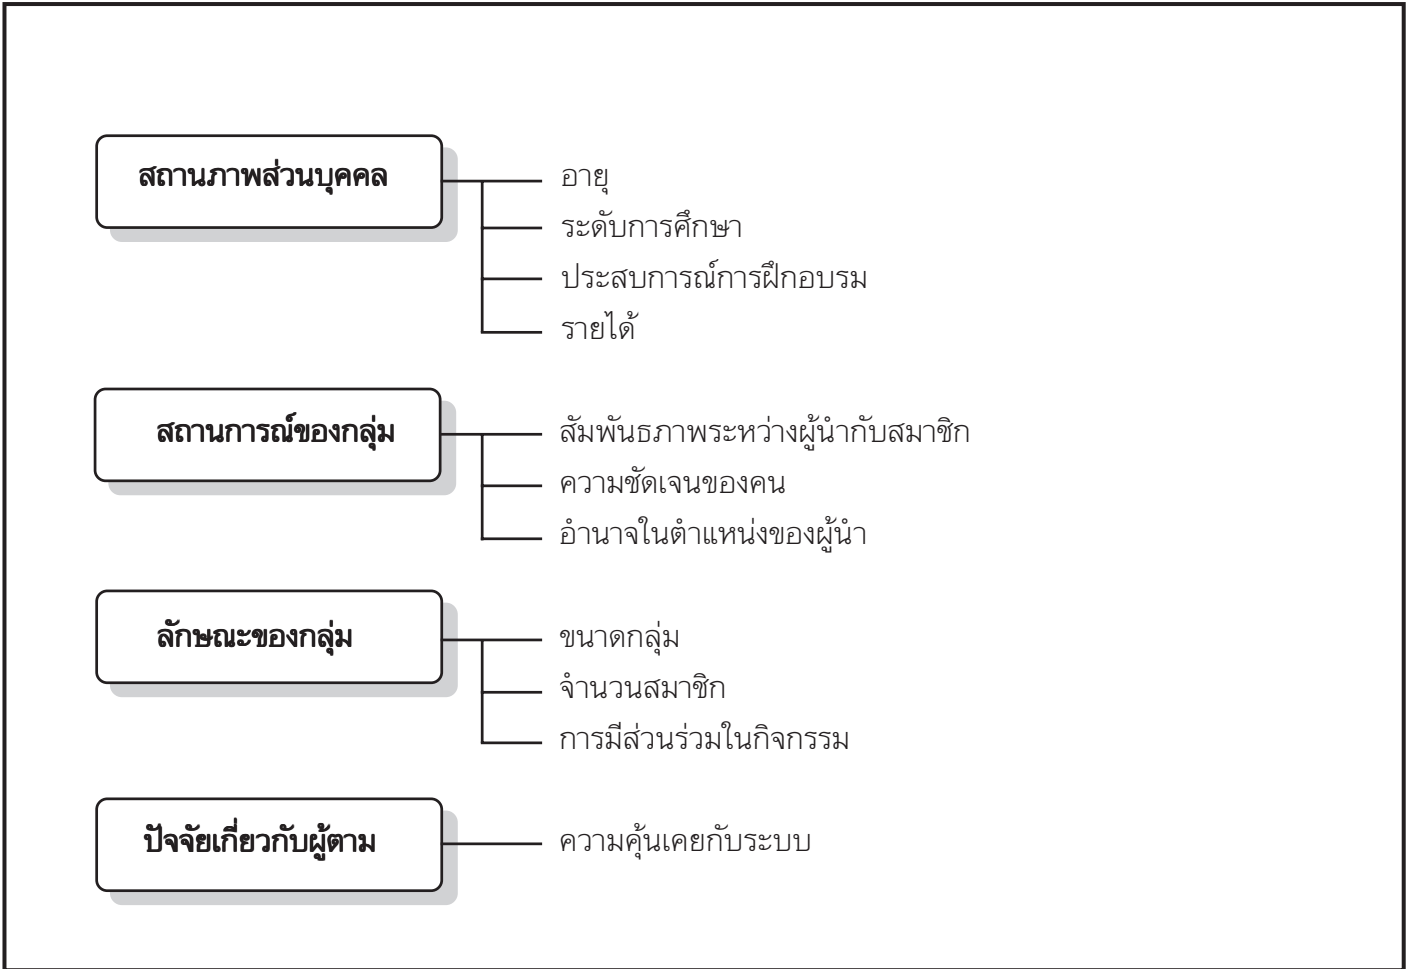 สถานภาพส่วนบุคคล
อายุ
ระดับการศึกษา
ประสบการณ์การฝึกอบรม
รายได้
สถานการณ์ของกลุ่ม
สัมพันธภาพระหว่างผู้นำกับสมาชิก
ความชัดเจนของคน
อำนาจในตำแหน่งของผู้นำ
ลักษณะของกลุ่ม
ขนาดกลุ่ม
จำนวนสมาชิก
การมีส่วนร่วมในกิจกรรม
ปัจจัยเกี่ยวกับผู้ตาม
ความคุ้นเคยกับระบบ